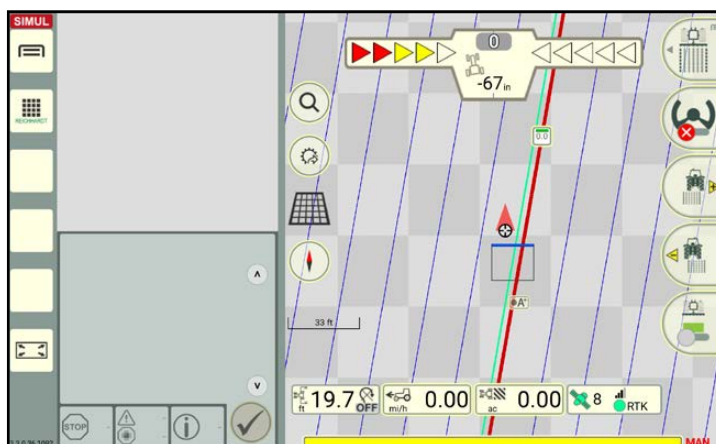 SIMUL
0
-67in
REICHHARDT
0.0
A+
33 ft
ft 19.7 OFF
mi/h 0.00
ac 0.00
8 RTK
STOP
MAN